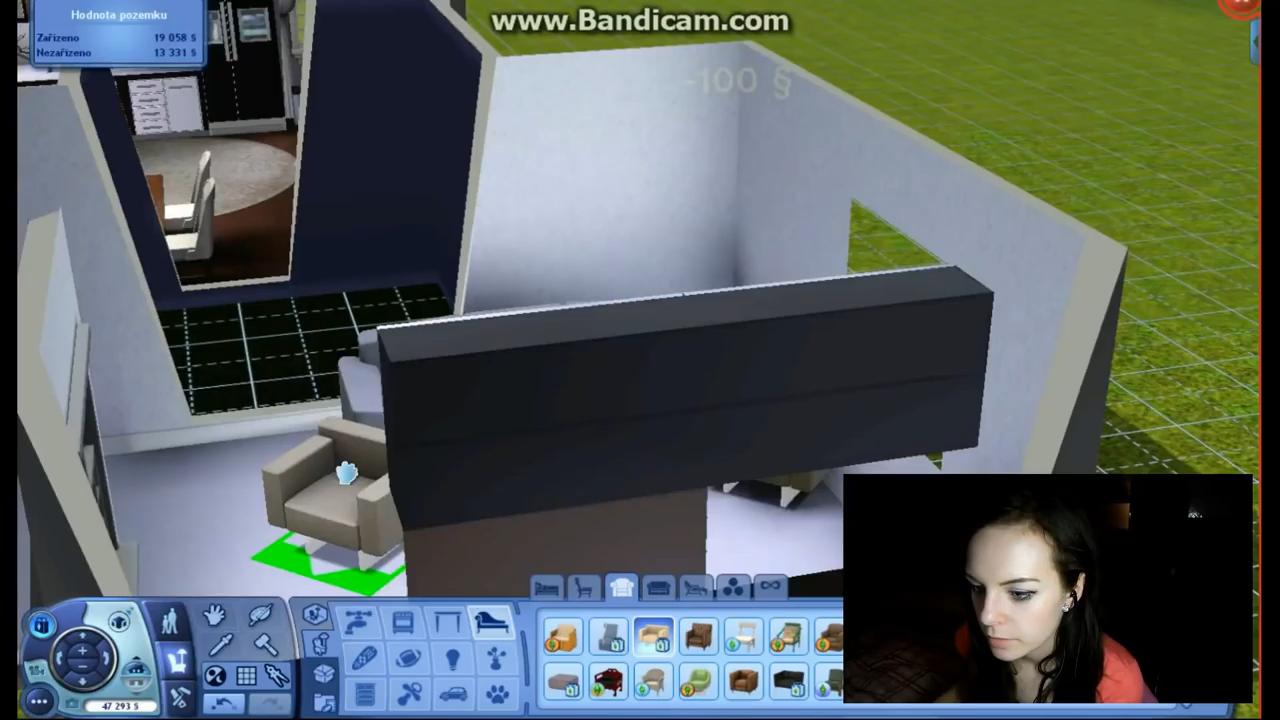 www.Bandicam.com
Hodnota pozemku
Zařízeno 19 058 §
Nezařízeno 13 331 §
-100 §
47 293 §